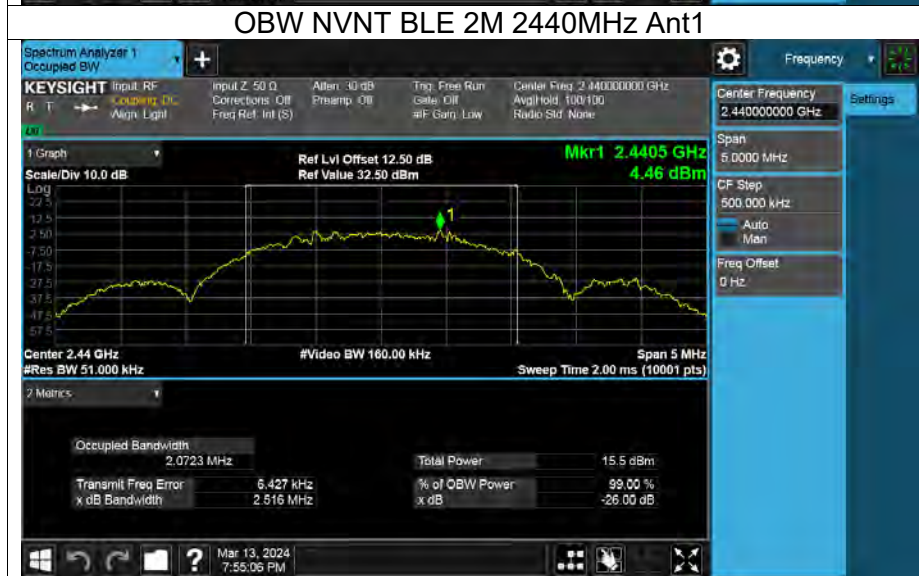 OBW NVNT BLE 2M 2440MHz Ant1
Spectrum Analyzer 1
Occupied BW
Frequency
KEYSIGHT
R T
Input: RF
Coupling: DC
Align: Light
Input Z: 50 Ω
Corrections: Off
Freq Ref: Int (S)
Atten: 30 dB
Preamp: Off
Trig: Free Run
Gate: Off
#IF Gain: Low
Center Freq: 2.440000000 GHz
Avg|Hold: 100/100
Radio Std: None
Center Frequency
2.440000000 GHz
Settings
Span
5.0000 MHz
CF Step
500.000 kHz
Auto
Man
Freq Offset
0 Hz
1 Graph
Scale/Div 10.0 dB
Ref Lvl Offset 12.50 dB
Ref Value 32.50 dBm
Mkr1 2.4405 GHz
4.46 dBm
Log
22.5
12.5
2.50
-7.50
-17.5
-27.5
-37.5
-47.5
-57.5
1
Center 2.44 GHz
#Res BW 51.000 kHz
#Video BW 160.00 kHz
Span 5 MHz
Sweep Time 2.00 ms (10001 pts)
2 Metrics
Occupied Bandwidth
2.0723 MHz
Total Power 15.5 dBm
Transmit Freq Error 6.427 kHz
% of OBW Power 99.00 %
x dB Bandwidth 2.516 MHz
x dB -26.00 dB
?
Mar 13, 2024
7:55:06 PM